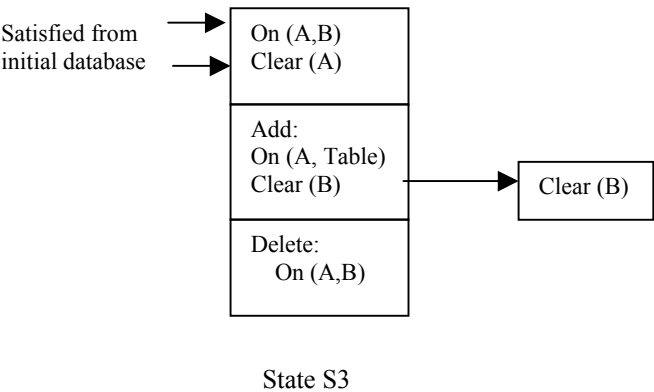 Satisfied from
initial database
On (A,B)
Clear (A)
Add:
On (A, Table)
Clear (B)
Clear (B)
Delete:
On (A,B)
State S3